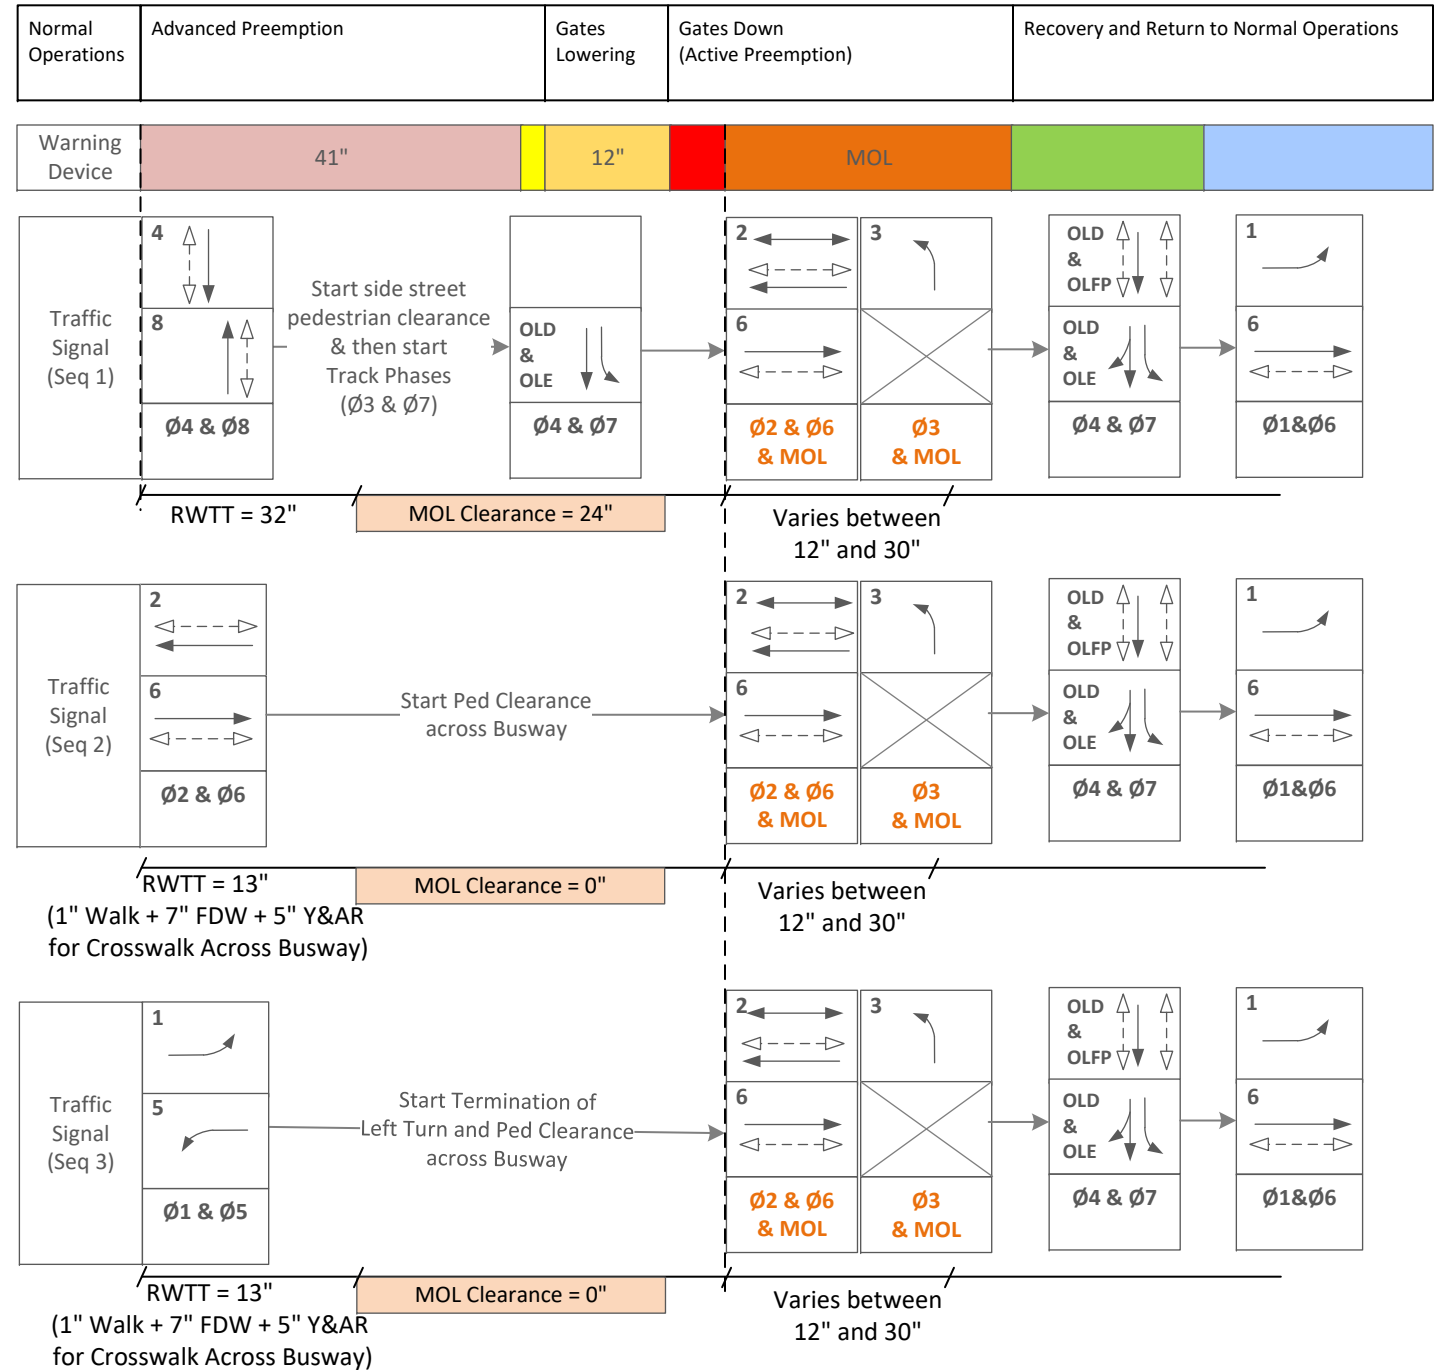 Normal
Operations
Advanced Preemption
Gates
Lowering
Gates Down
(Active Preemption)
Recovery and Return to Normal Operations
Warning
Device
41"
12"
MOL
Traffic
Signal
(Seq 1)
4
8
Ø4 & Ø8
Start side street
pedestrian clearance
& then start
Track Phases
(Ø3 & Ø7)
OLD
&
OLE
Ø4 & Ø7
2
6
Ø2 & Ø6
& MOL
3
Ø3
& MOL
OLD
&
OLFP
OLD
&
OLE
Ø4 & Ø7
1
6
Ø1&Ø6
RWTT = 32"
MOL Clearance = 24"
Varies between
12" and 30"
Traffic
Signal
(Seq 2)
2
6
Ø2 & Ø6
Start Ped Clearance
across Busway
2
6
Ø2 & Ø6
& MOL
3
Ø3
& MOL
OLD
&
OLFP
OLD
&
OLE
Ø4 & Ø7
1
6
Ø1&Ø6
RWTT = 13"
(1" Walk + 7" FDW + 5" Y&AR
for Crosswalk Across Busway)
MOL Clearance = 0"
Varies between
12" and 30"
Traffic
Signal
(Seq 3)
1
5
Ø1 & Ø5
Start Termination of
Left Turn and Ped Clearance
across Busway
2
6
Ø2 & Ø6
& MOL
3
Ø3
& MOL
OLD
&
OLFP
OLD
&
OLE
Ø4 & Ø7
1
6
Ø1&Ø6
RWTT = 13"
(1" Walk + 7" FDW + 5" Y&AR
for Crosswalk Across Busway)
MOL Clearance = 0"
Varies between
12" and 30"